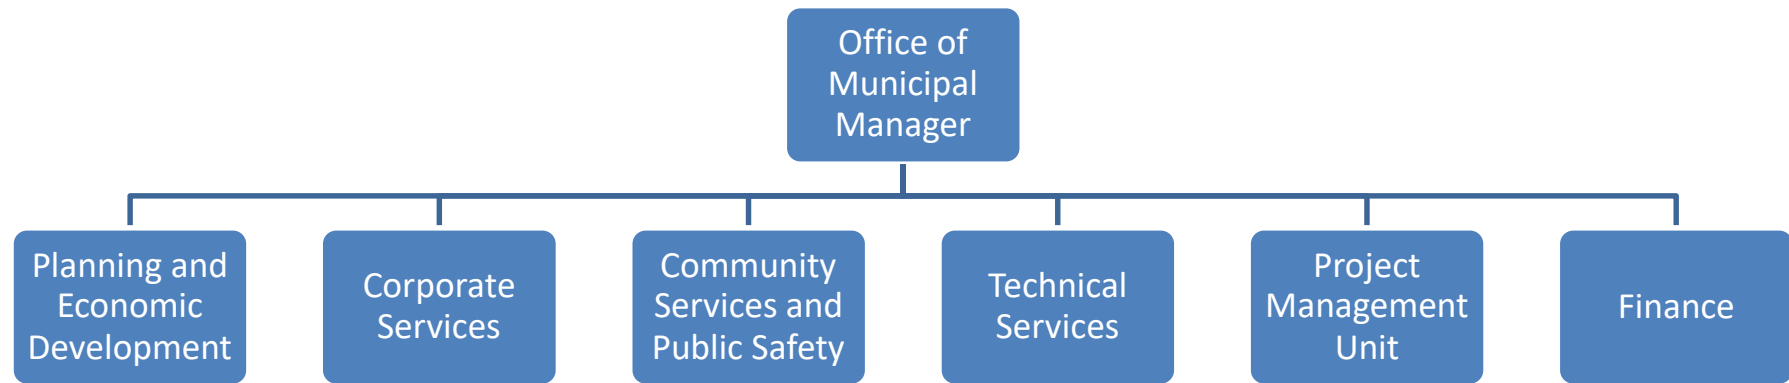 Office of
Municipal
Manager
Planning and
Economic
Development
Corporate
Services
Community
Services and
Public Safety
Technical
Services
Project
Management
Unit
Finance